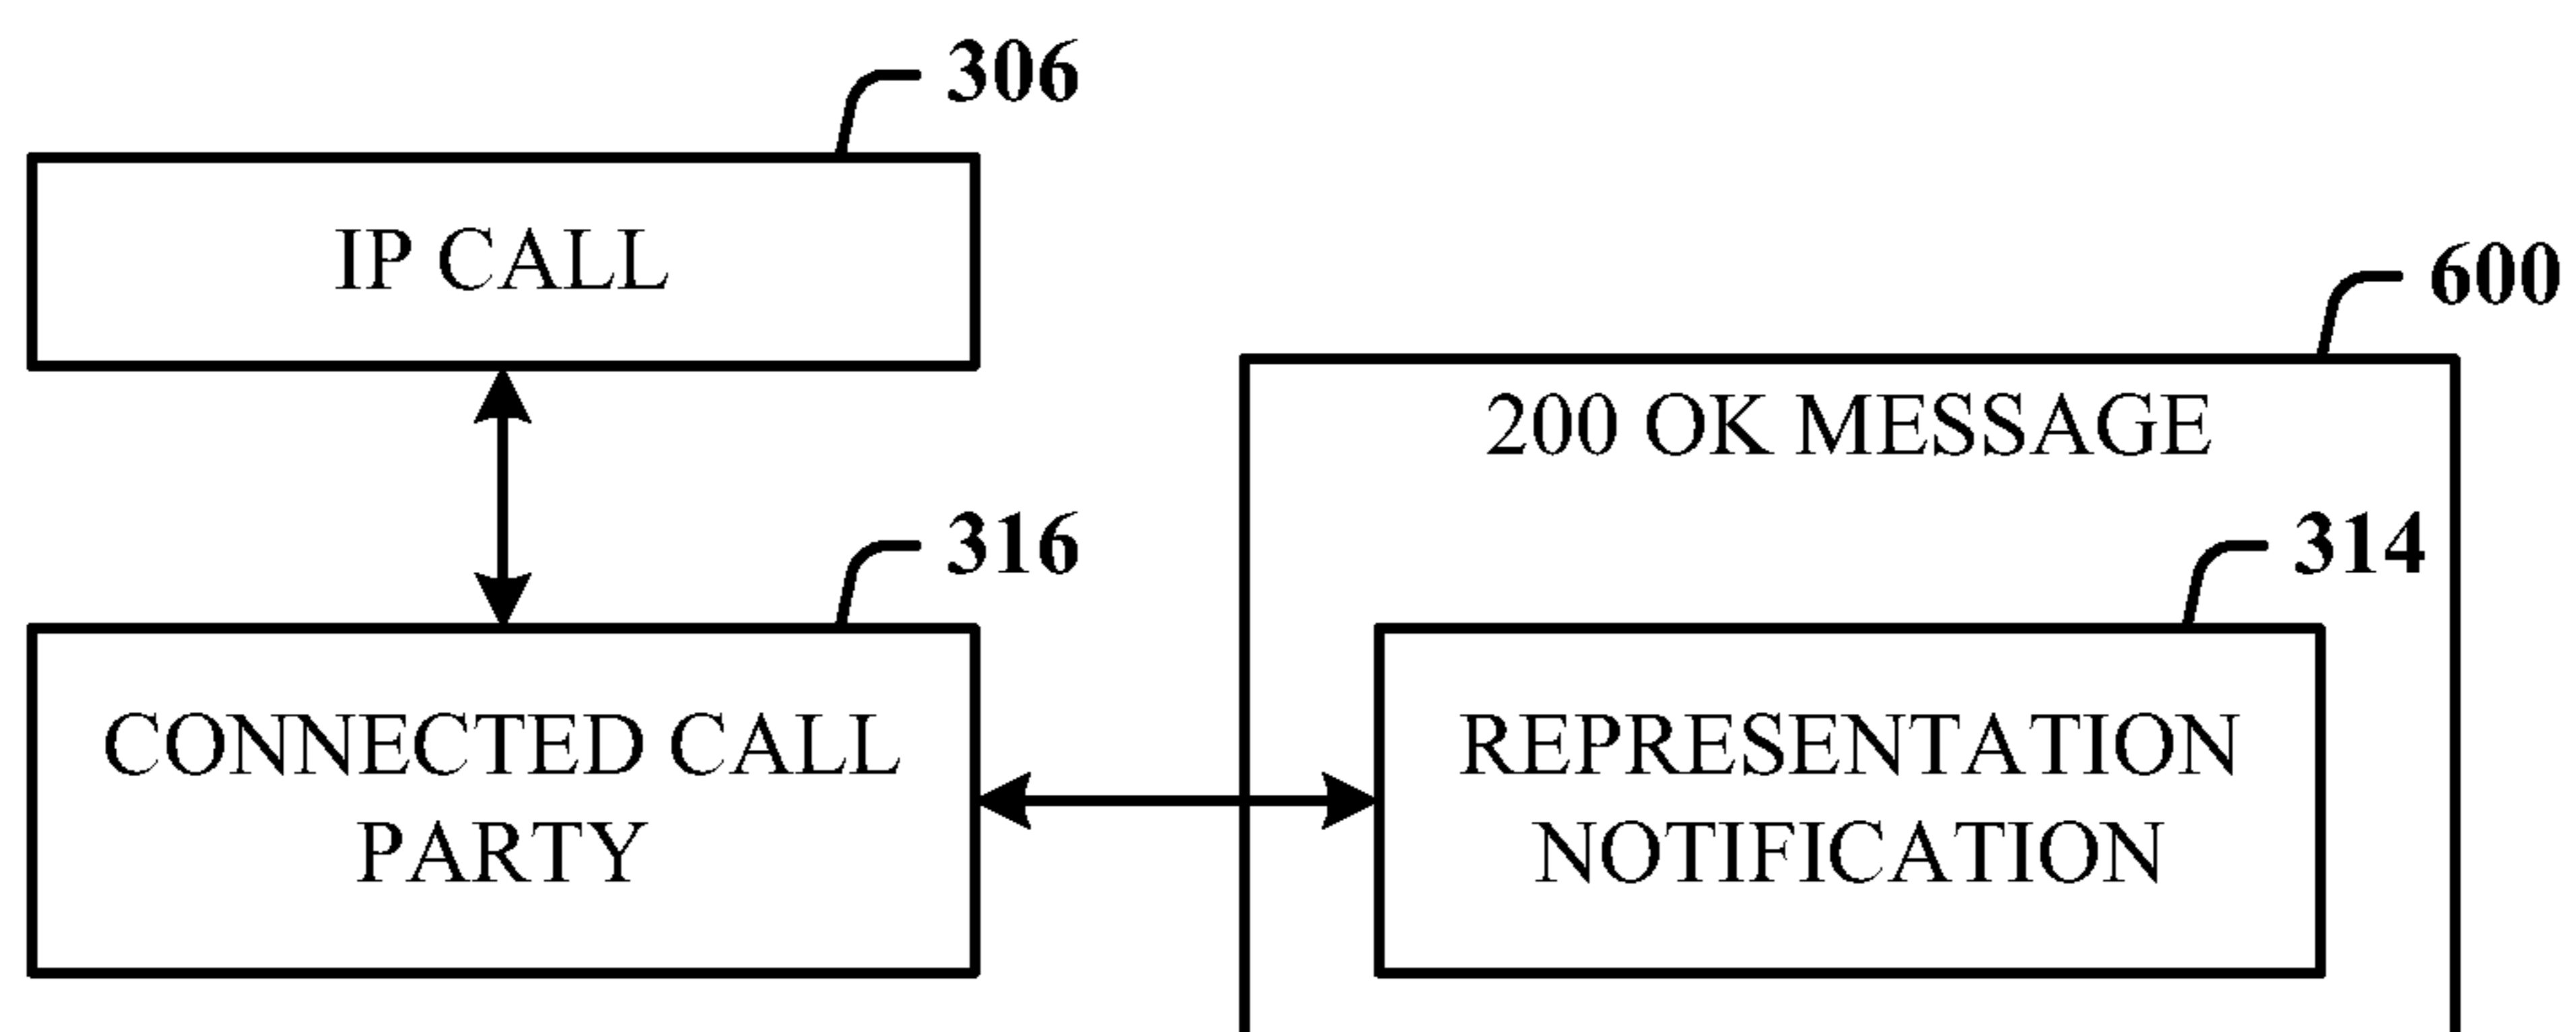 306
IP CALL
600
200 OK MESSAGE
316
314
CONNECTED CALL
PARTY
REPRESENTATION
NOTIFICATION